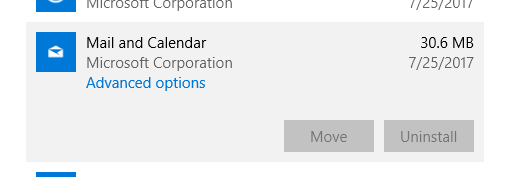 Microsoft Corporation 7/25/2017
Mail and Calendar 30.6 MB
Microsoft Corporation 7/25/2017
Advanced options
Move Uninstall